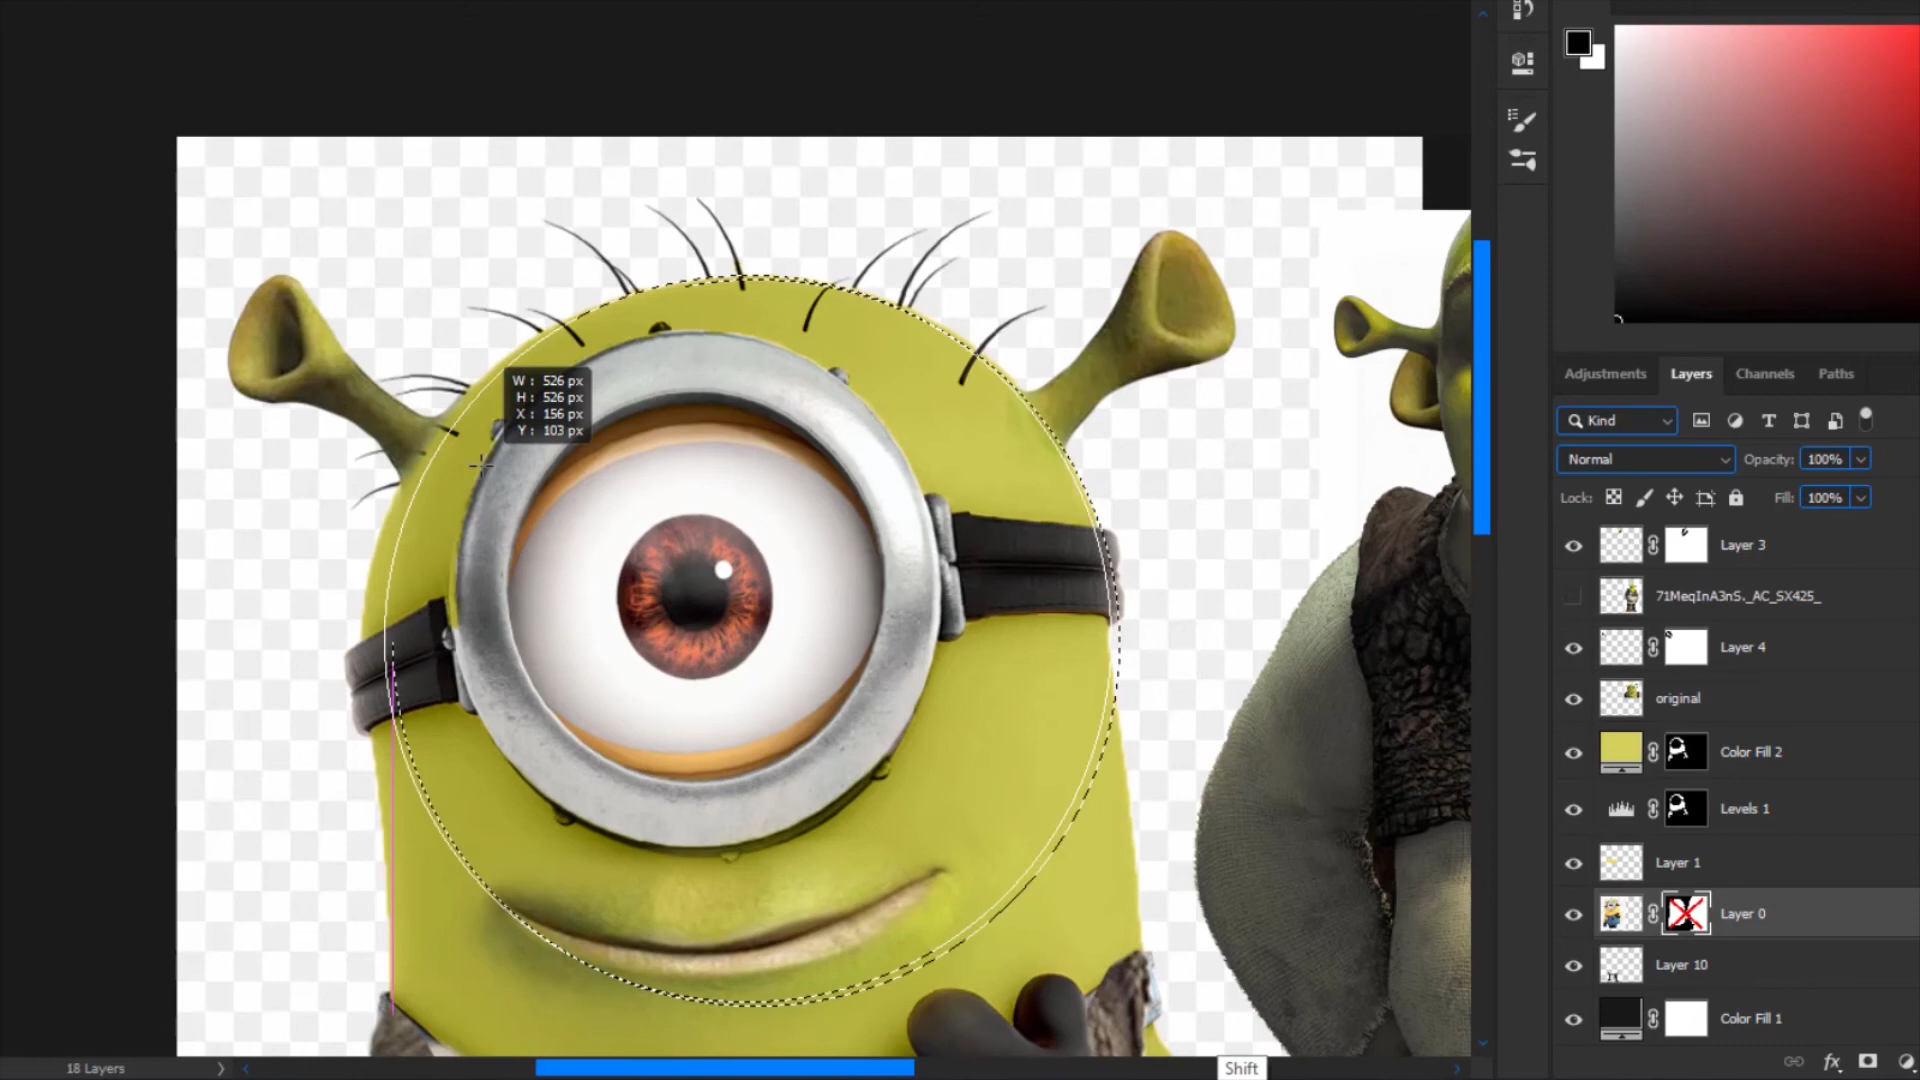 W : 526 px
H : 526 px
X : 156 px
Y : 103 px
Adjustments Layers Channels Paths
Kind
Normal Opacity: 100%
Lock: Fill: 100%
Layer 3
71MeqInA3nS._AC_SX425_
Layer 4
original
Color Fill 2
Levels 1
Layer 1
Layer 0
Layer 10
Color Fill 1
fx
18 Layers
Shift